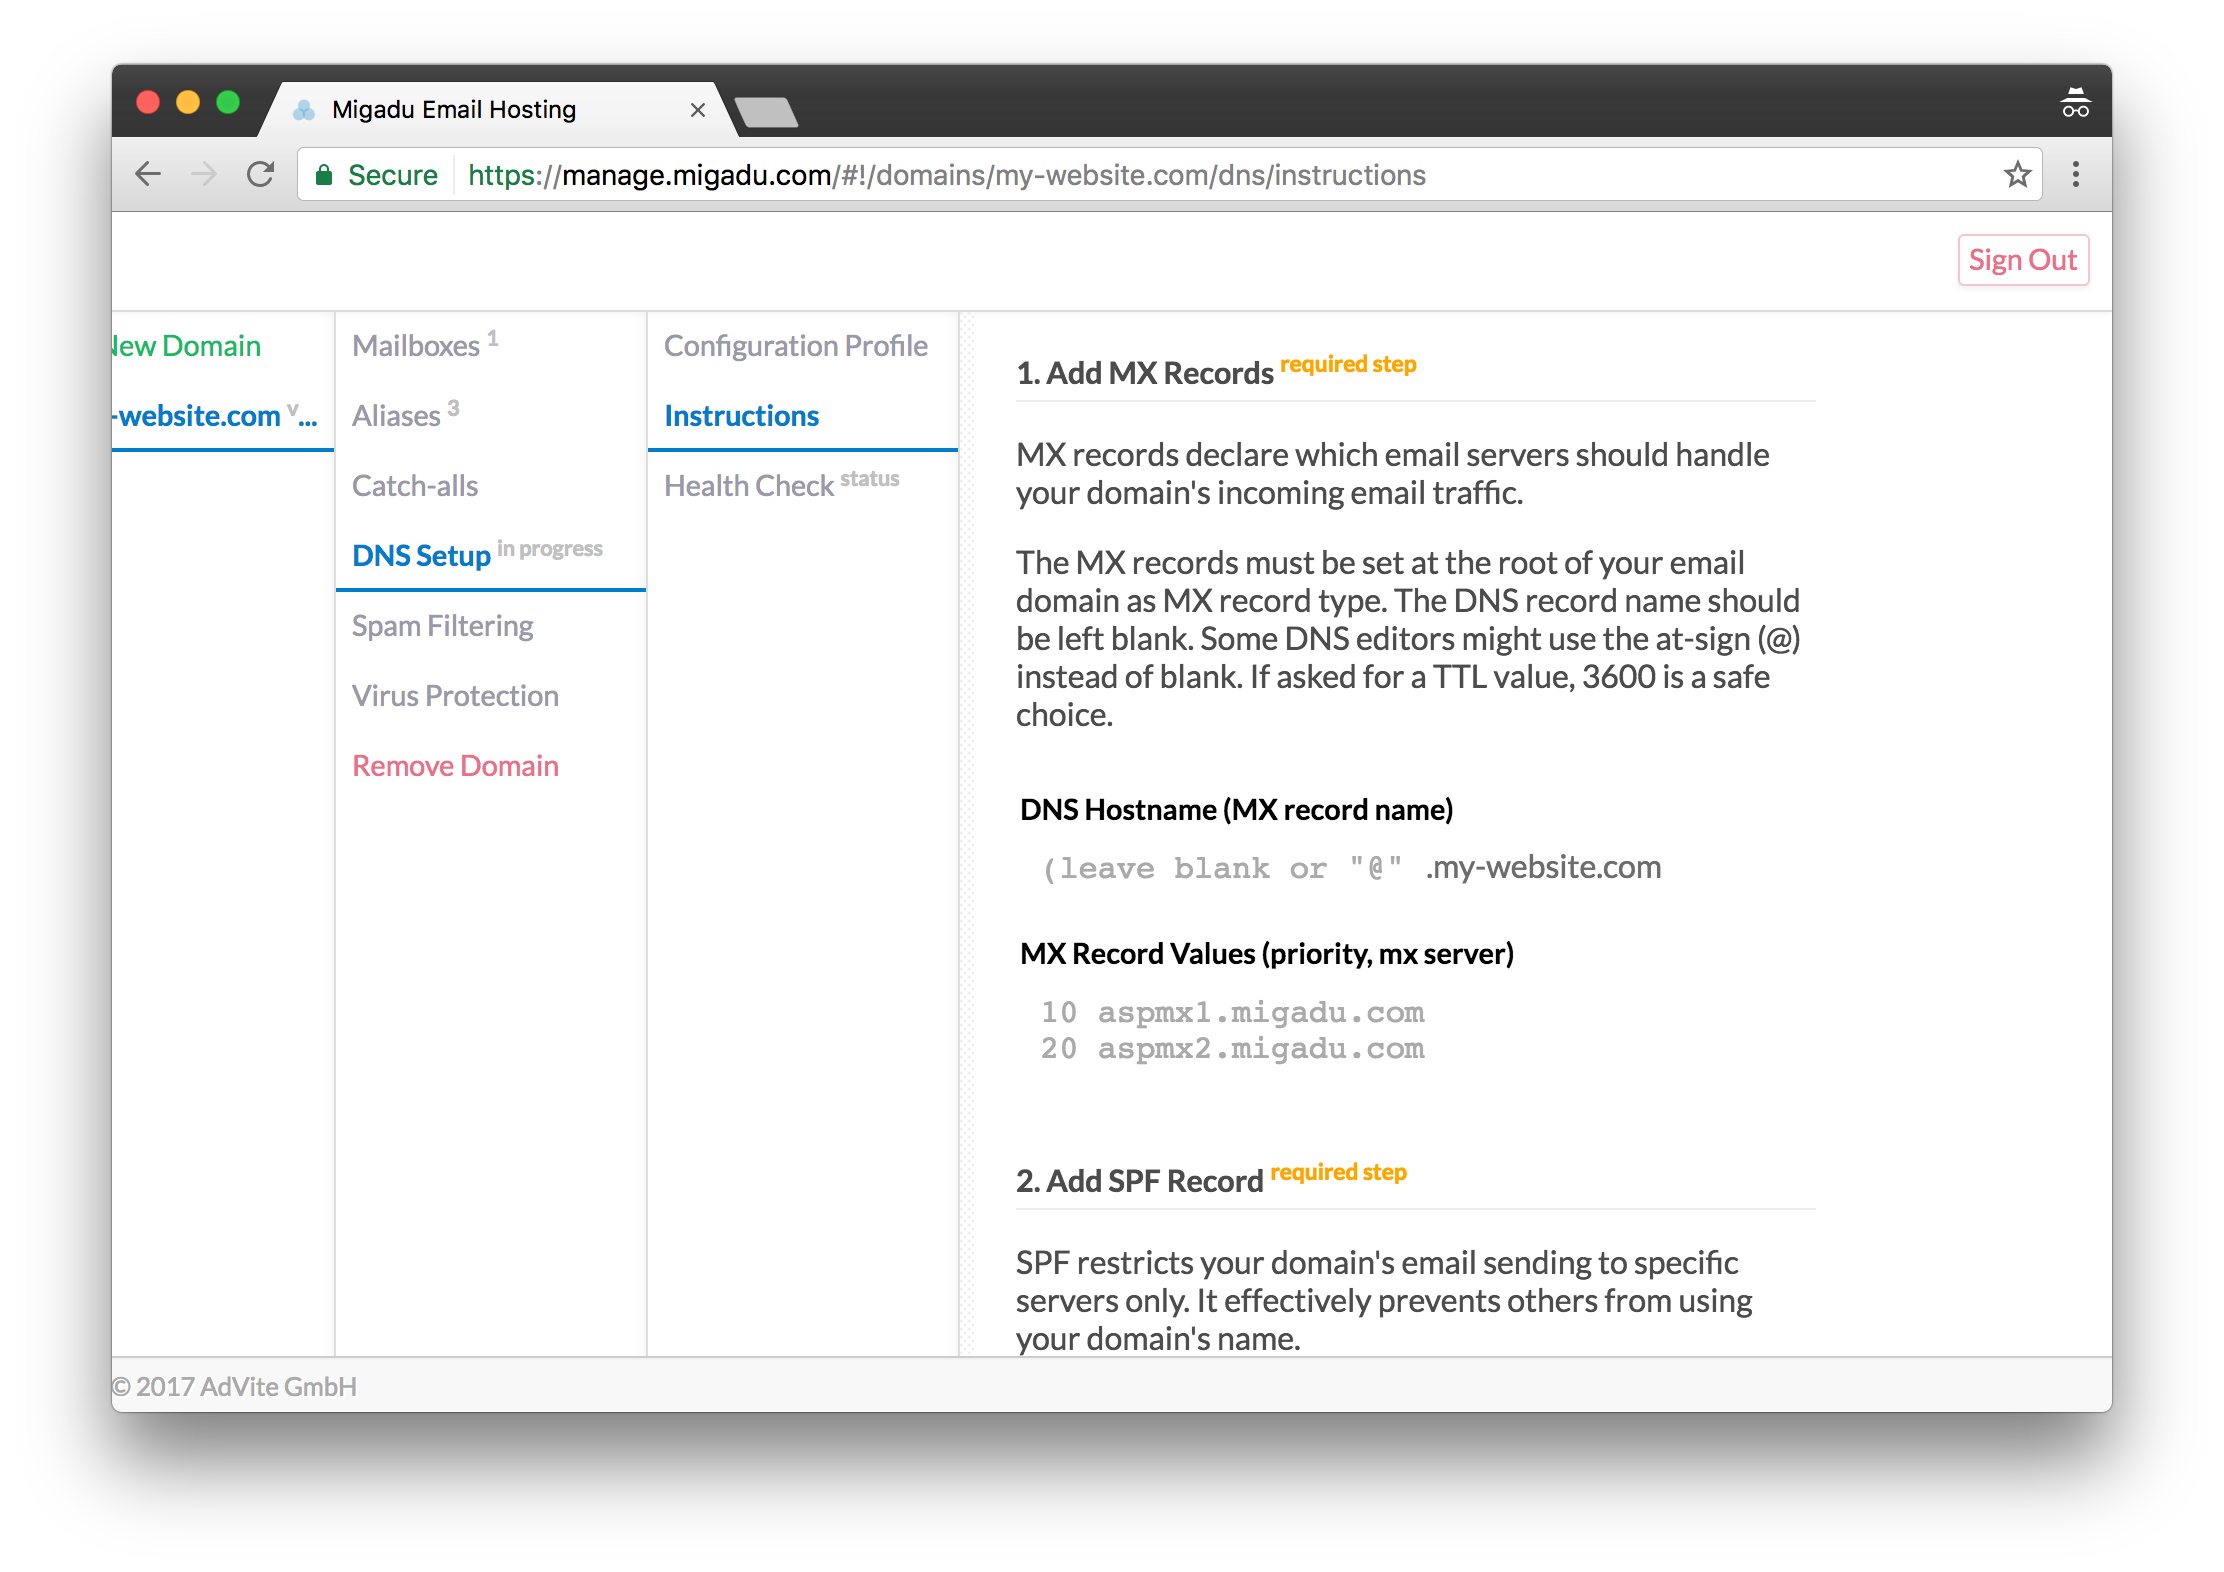 Migadu Email Hosting
Secure https://manage.migadu.com/#!/domains/my-website.com/dns/instructions
Sign Out
New Domain
-website.com v...
Mailboxes 1
Aliases 3
Catch-alls
DNS Setup in progress
Spam Filtering
Virus Protection
Remove Domain
Configuration Profile
Instructions
Health Check status
1. Add MX Records required step
MX records declare which email servers should handle
your domain's incoming email traffic.
The MX records must be set at the root of your email
domain as MX record type. The DNS record name should
be left blank. Some DNS editors might use the at-sign (@)
instead of blank. If asked for a TTL value, 3600 is a safe
choice.
DNS Hostname (MX record name)
(leave blank or "@" .my-website.com
MX Record Values (priority, mx server)
10 aspmx1.migadu.com
20 aspmx2.migadu.com
2. Add SPF Record required step
SPF restricts your domain's email sending to specific
servers only. It effectively prevents others from using
your domain's name.
© 2017 AdVite GmbH